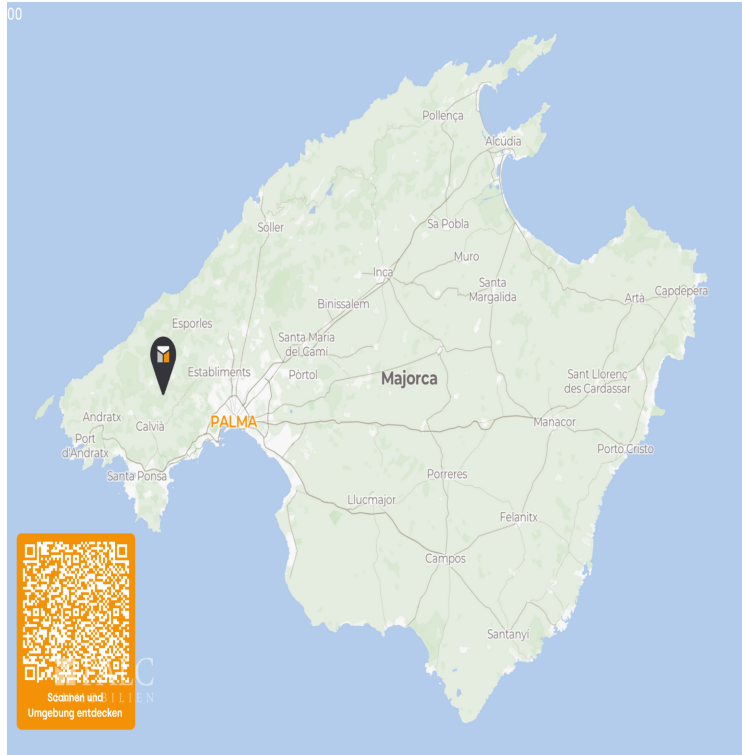 00
Pollença
Alcúdia
Sóller
Sa Pobla
Muro
Inca
Santa
Margalida
Capdepera
Artà
Binissalem
Esporles
Santa Maria
del Camí
Establiments
Pòrtol
Majorca
Sant Llorenç
des Cardassar
Andratx
Calvià
PALMA
Manacor
Port
d'Andratx
Porto Cristo
Santa Ponsa
Porreres
Llucmajor
Felanitx
Campos
Santanyí
Scannen und
Umgebung entdecken